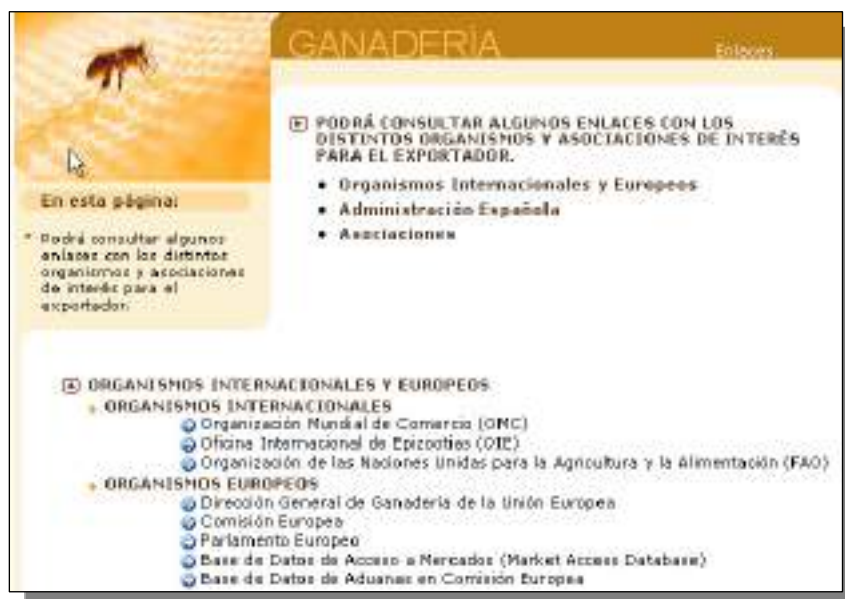 GANADERÍA
Enlaces
PODRÁ CONSULTAR ALGUNOS ENLACES CON LOS
DISTINTOS ORGANISMOS Y ASOCIACIONES DE INTERÉS
PARA EL EXPORTADOR.
• Organismos Internacionales y Europeos
• Administración Española
• Asociaciones
En esta página:
Podrá consultar algunos
enlaces con los distintos
organismos y asociaciones
de interés para el
exportador.
ORGANISMOS INTERNACIONALES Y EUROPEOS
ORGANISMOS INTERNACIONALES
Organización Mundial de Comercio (OMC)
Oficina Internacional de Epizootias (OIE)
Organización de las Naciones Unidas para la Agricultura y la Alimentación (FAO)
ORGANISMOS EUROPEOS
Dirección General de Ganadería de la Unión Europea
Comisión Europea
Parlamento Europeo
Base de Datos de Acceso a Mercados (Market Access Database)
Base de Datos de Aduanas en Comisión Europea